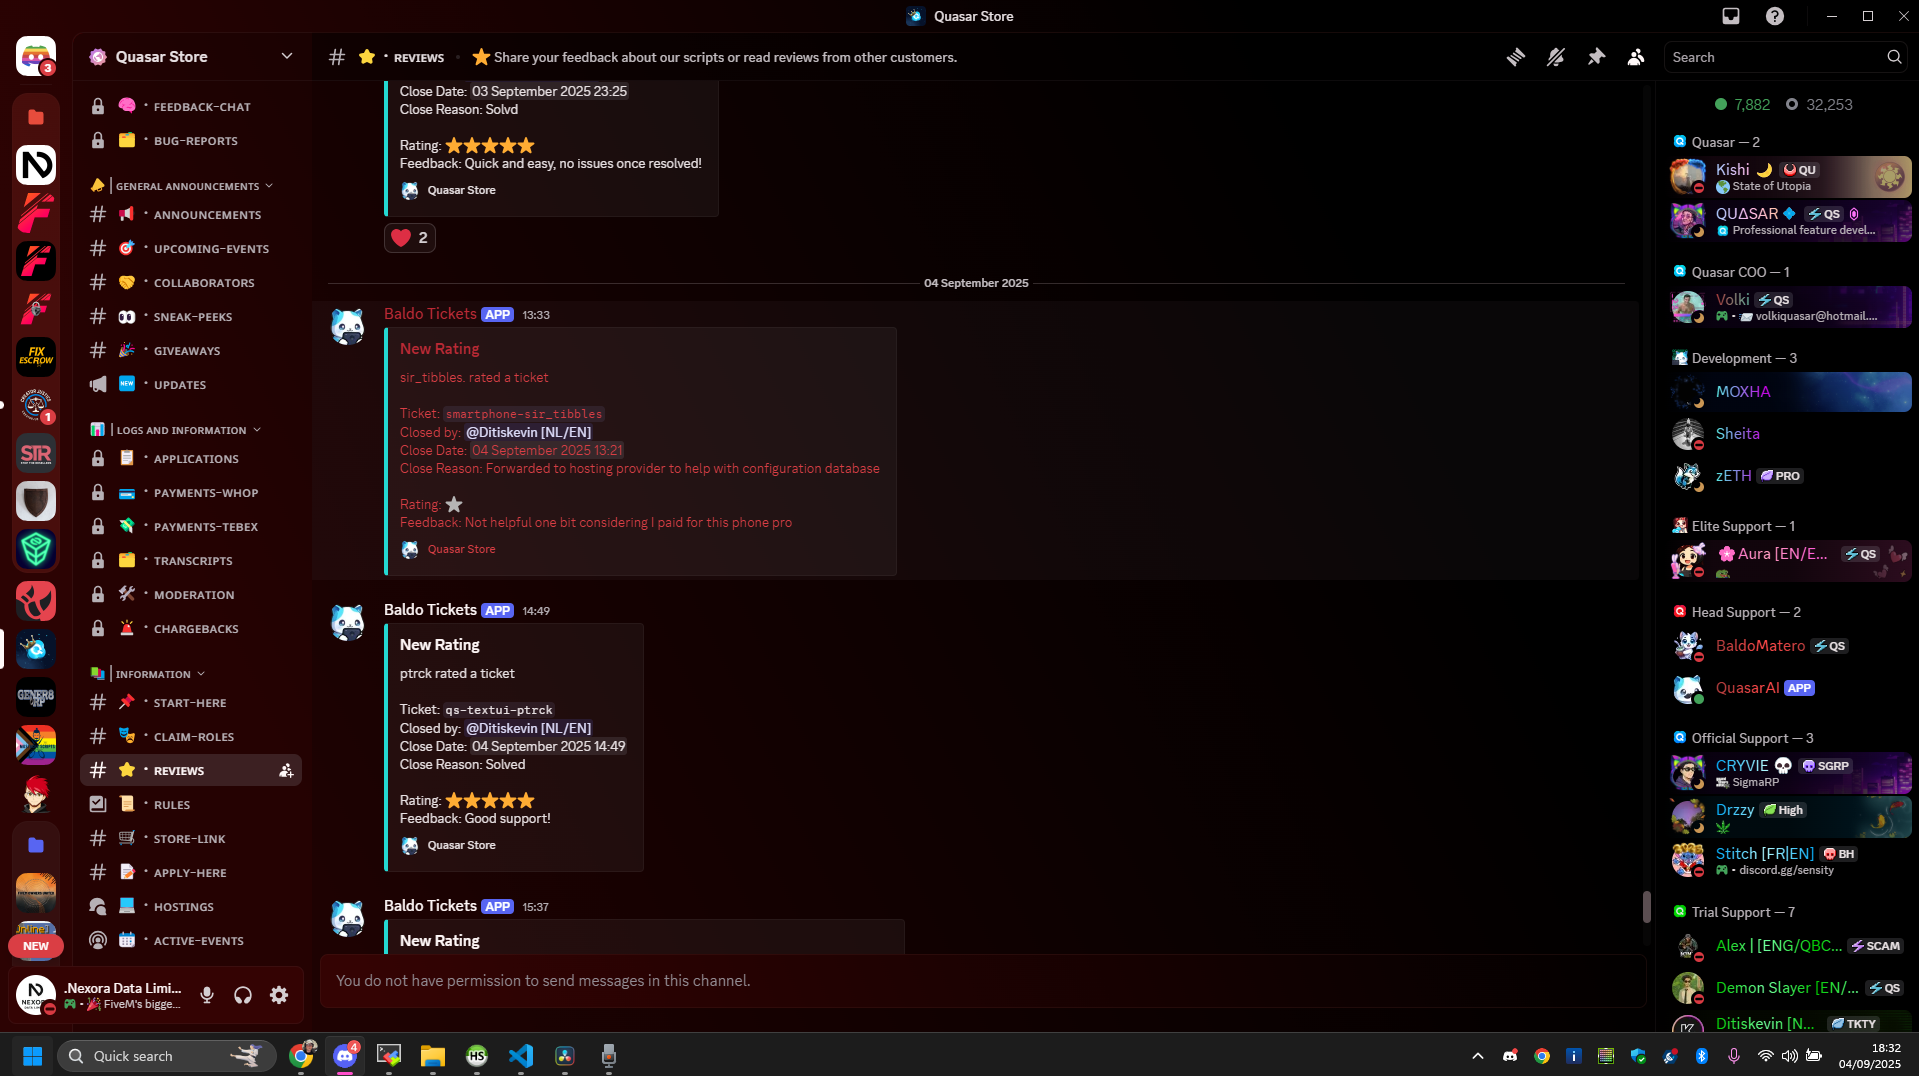 Quasar Store
3
Quasar Store
REVIEWS
Share your feedback about our scripts or read reviews from other customers.
Search
FEEDBACK-CHAT
BUG-REPORTS
GENERAL ANNOUNCEMENTS
ANNOUNCEMENTS
UPCOMING-EVENTS
COLLABORATORS
SNEAK-PEEKS
GIVEAWAYS
UPDATES
LOGS AND INFORMATION
APPLICATIONS
PAYMENTS-WHOP
PAYMENTS-TEBEX
TRANSCRIPTS
MODERATION
CHARGEBACKS
INFORMATION
START-HERE
CLAIM-ROLES
REVIEWS
RULES
STORE-LINK
APPLY-HERE
HOSTINGS
ACTIVE-EVENTS
FIX
ESCROW
1
STR
GENER8
RP
NEW
.Nexora Data Limi...
FiveM's bigge...
Close Date: 03 September 2025 23:25
Close Reason: Solvd
Rating:
Feedback: Quick and easy, no issues once resolved!
Quasar Store
2
04 September 2025
Baldo Tickets APP 13:33
New Rating
sir_tibbles. rated a ticket
Ticket: smartphone-sir_tibbles
Closed by: @Ditiskevin [NL/EN]
Close Date: 04 September 2025 13:21
Close Reason: Forwarded to hosting provider to help with configuration database
Rating:
Feedback: Not helpful one bit considering I paid for this phone pro
Quasar Store
Baldo Tickets APP 14:49
New Rating
ptrck rated a ticket
Ticket: qs-textui-ptrck
Closed by: @Ditiskevin [NL/EN]
Close Date: 04 September 2025 14:49
Close Reason: Solved
Rating:
Feedback: Good support!
Quasar Store
Baldo Tickets APP 15:37
New Rating
You do not have permission to send messages in this channel.
7,882 32,253
Quasar — 2
Kishi QU
State of Utopia
QUΔSAR QS
Professional feature devel...
Quasar COO — 1
Volki QS
volkiquasar@hotmail....
Development — 3
MOXHA
Sheita
zETH PRO
Elite Support — 1
Aura [EN/E... QS
Head Support — 2
BaldoMatero QS
QuasarAI APP
Official Support — 3
CRYVIE SGRP
SigmaRP
Drzzy High
Stitch [FR|EN] BH
discord.gg/sensity
Trial Support — 7
Alex | [ENG/QBC... SCAM
Demon Slayer [EN/... QS
Ditiskevin [N... TKTY
Quick search
4
HS
18:32
04/09/2025